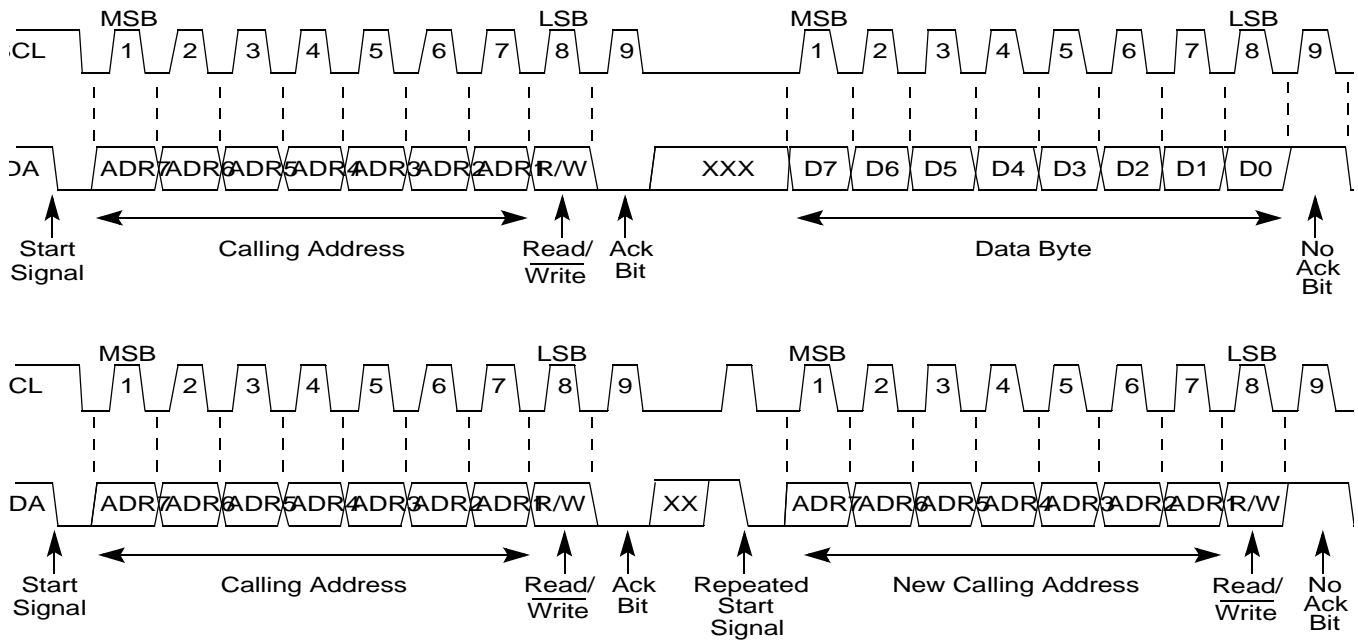 MSB LSB MSB LSB
CL 1 2 3 4 5 6 7 8 9 1 2 3 4 5 6 7 8 9
DA ADR7 ADR6 ADR5 ADR4 ADR3 ADR2 ADR1 R/W XXX D7 D6 D5 D4 D3 D2 D1 D0
Start Signal Calling Address Read/Write Ack Bit Data Byte No Ack Bit
MSB LSB MSB LSB
CL 1 2 3 4 5 6 7 8 9 1 2 3 4 5 6 7 8 9
DA ADR7 ADR6 ADR5 ADR4 ADR3 ADR2 ADR1 R/W XX ADR7 ADR6 ADR5 ADR4 ADR3 ADR2 ADR1 R/W
Start Signal Calling Address Read/Write Ack Bit Repeated Start Signal New Calling Address Read/Write No Ack Bit